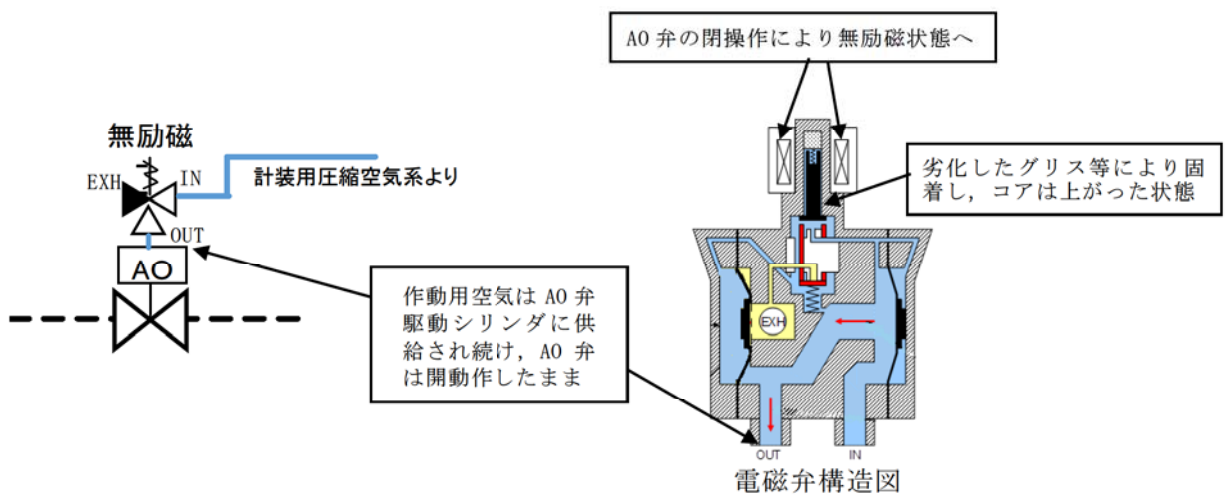 AO弁の閉操作により無励磁状態へ
無励磁
EXH
IN
計装用圧縮空気系より
OUT
AO
劣化したグリス等により固
着し，コアは上がった状態
作動用空気は AO 弁
駆動シリンダに供
給され続け，AO 弁
は開動作したまま
EXH
OUT
IN
電磁弁構造図